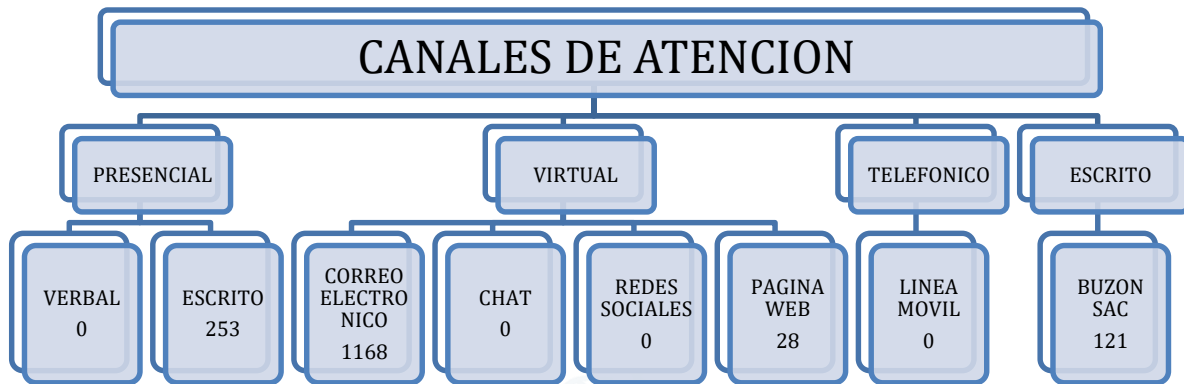 CANALES DE ATENCION
PRESENCIAL
VIRTUAL
TELEFONICO
ESCRITO
VERBAL
0
ESCRITO
253
CORREO
ELECTRO
NICO
1168
CHAT
0
REDES
SOCIALES
0
PAGINA
WEB
28
LINEA
MOVIL
0
BUZON
SAC
121